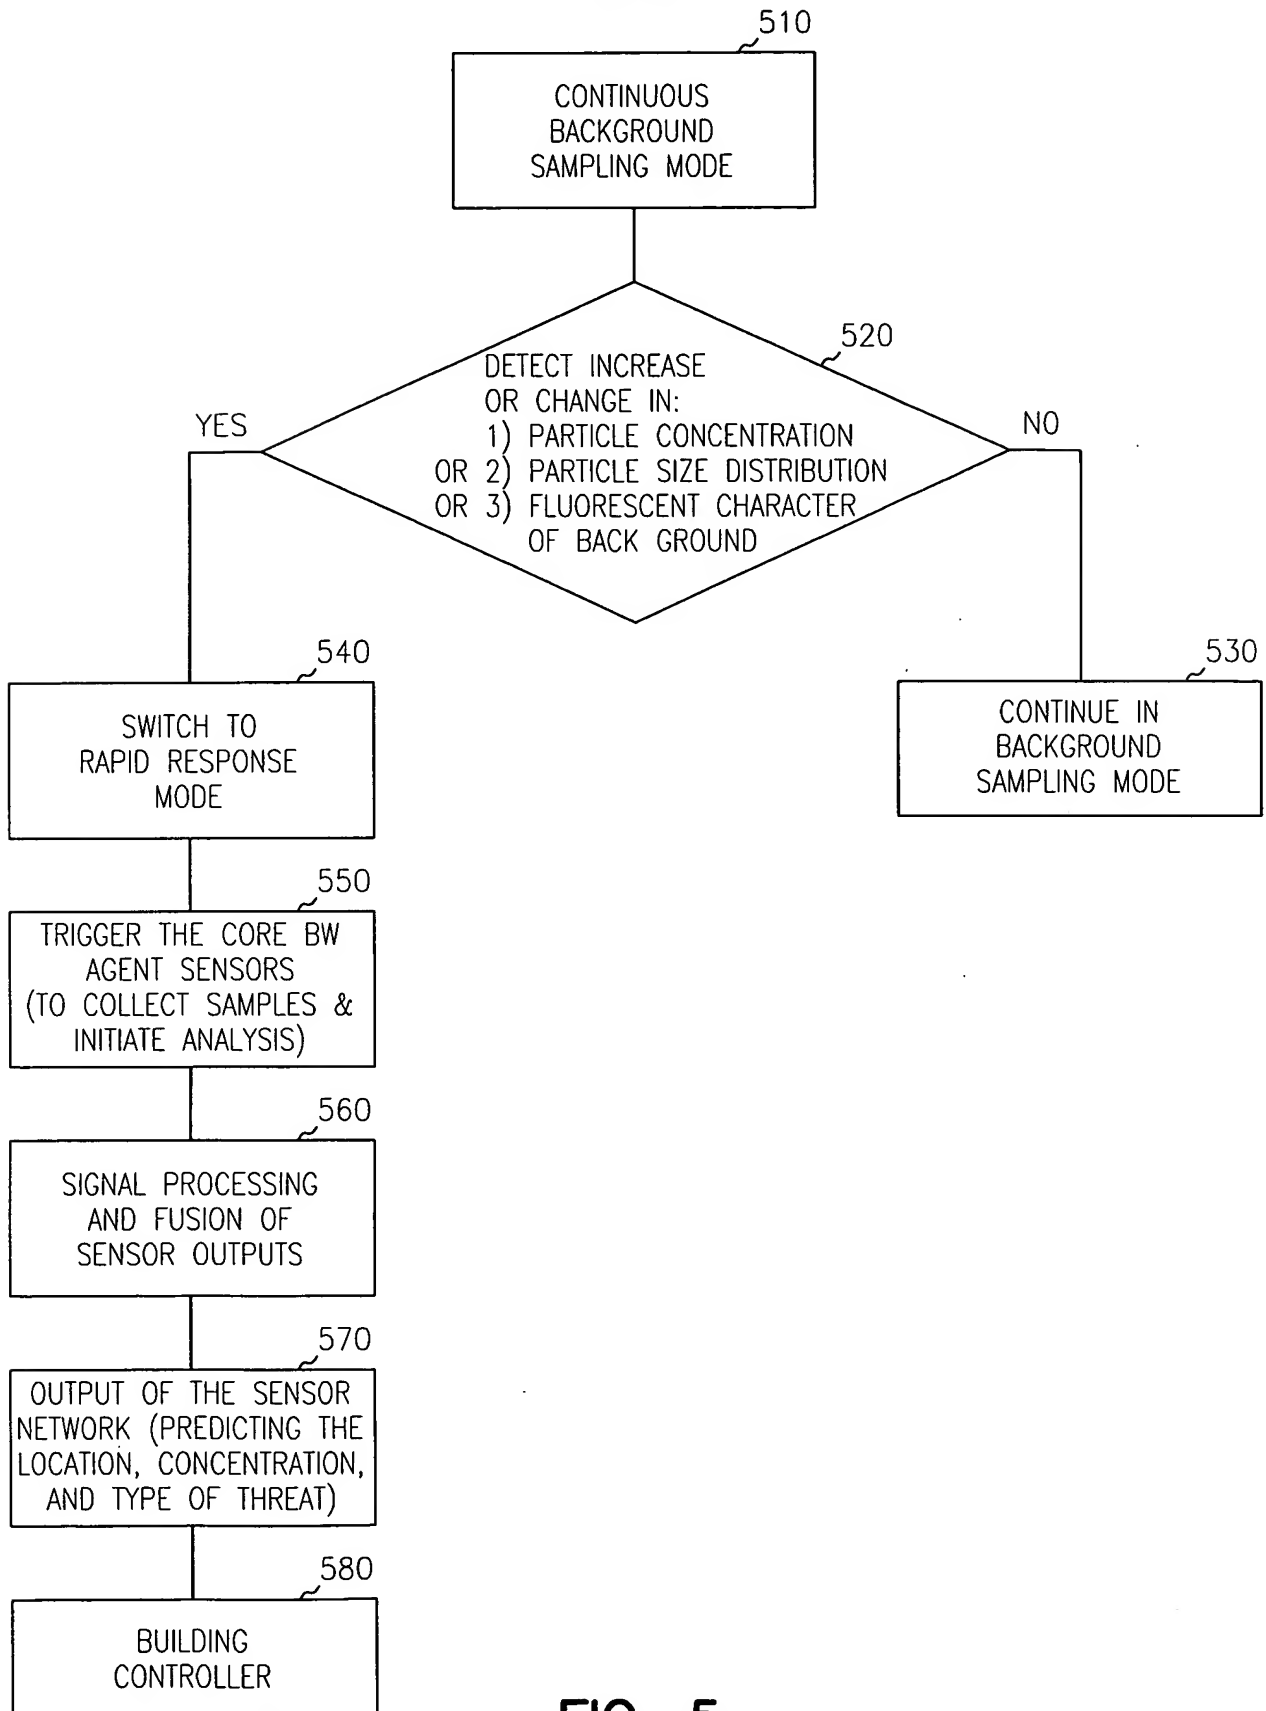 510
CONTINUOUS
BACKGROUND
SAMPLING MODE
520
DETECT INCREASE
OR CHANGE IN:
1) PARTICLE CONCENTRATION
OR 2) PARTICLE SIZE DISTRIBUTION
OR 3) FLUORESCENT CHARACTER
OF BACK GROUND
YES
NO
540
SWITCH TO
RAPID RESPONSE
MODE
530
CONTINUE IN
BACKGROUND
SAMPLING MODE
550
TRIGGER THE CORE BW
AGENT SENSORS
(TO COLLECT SAMPLES &
INITIATE ANALYSIS)
560
SIGNAL PROCESSING
AND FUSION OF
SENSOR OUTPUTS
570
OUTPUT OF THE SENSOR
NETWORK (PREDICTING THE
LOCATION, CONCENTRATION,
AND TYPE OF THREAT)
580
BUILDING
CONTROLLER